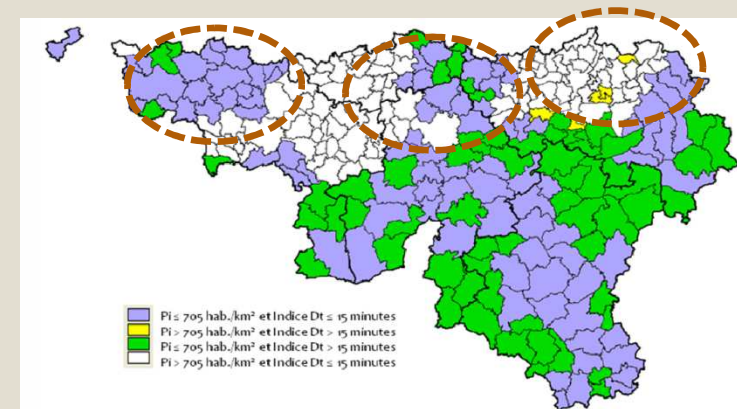 Pi ≤ 705 hab./km² et Indice Dt ≤ 15 minutes
Pi > 705 hab./km² et Indice Dt > 15 minutes
Pi ≤ 705 hab./km² et Indice Dt > 15 minutes
Pi > 705 hab./km² et Indice Dt ≤ 15 minutes